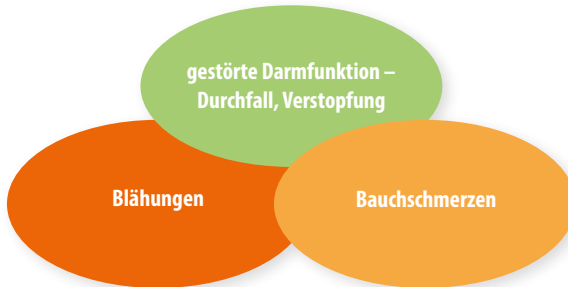 gestörte Darmfunktion –
Durchfall, Verstopfung
Blähungen
Bauchschmerzen